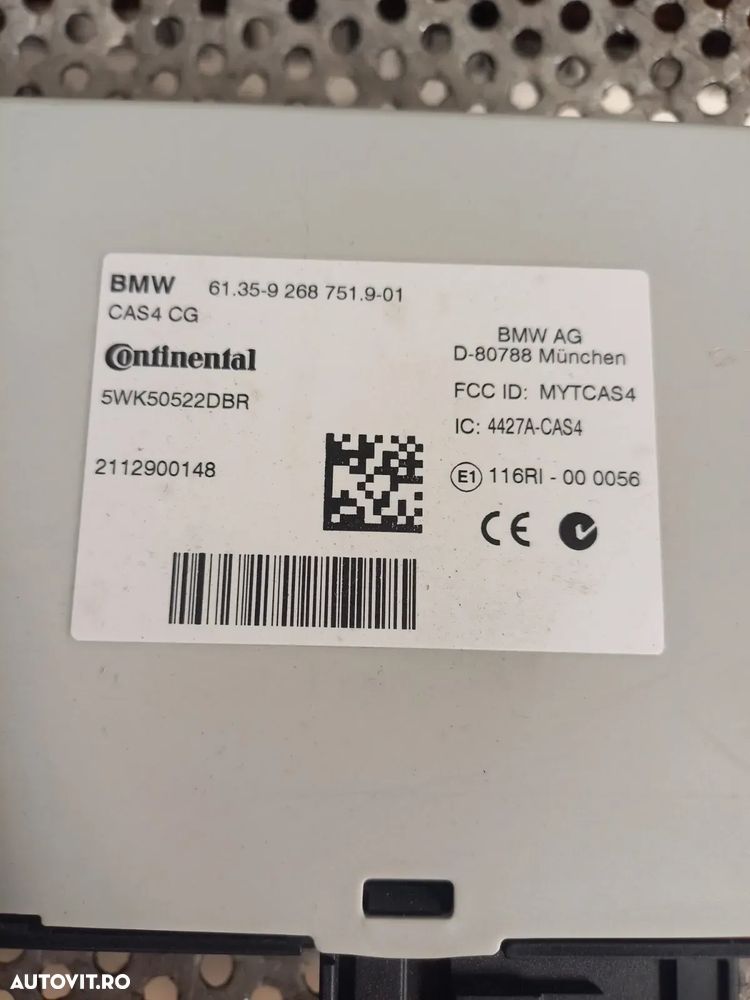 BMW 61.35-9 268 751.9-01
CAS4 CG
Continental
5WK50522DBR
2112900148
BMW AG
D-80788 München
FCC ID: MYTCAS4
IC: 4427A-CAS4
E1 116RI - 00 0056
CE
AUTOVIT.RO